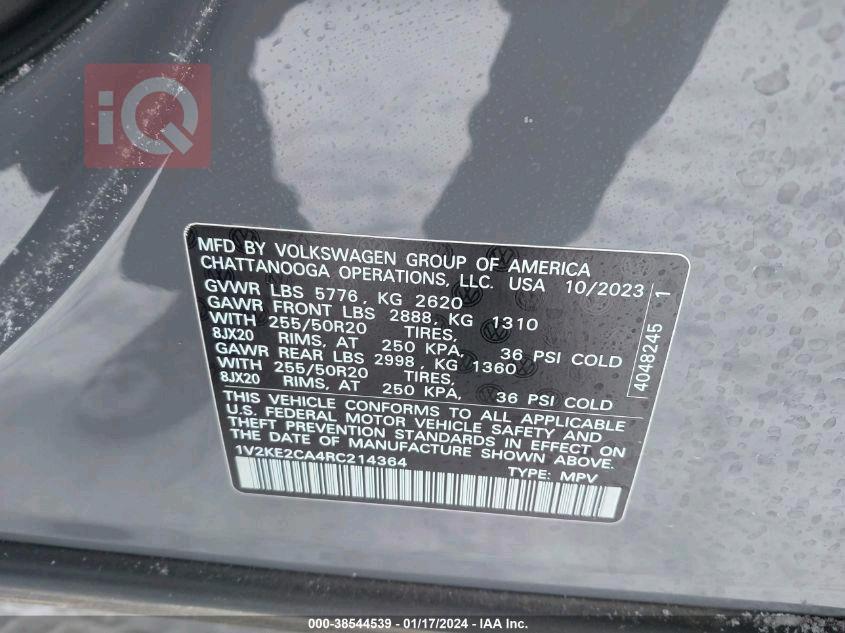 iQ
MFD BY VOLKSWAGEN GROUP OF AMERICA
CHATTANOOGA OPERATIONS, LLC. USA 10/2023
GVWR LBS 5776, KG 2620
GAWR FRONT LBS 2888, KG 1310
WITH 255/50R20 TIRES,
8JX20 RIMS, AT 250 KPA, 36 PSI COLD
GAWR REAR LBS 2998, KG 1360
WITH 255/50R20 TIRES,
8JX20 RIMS, AT 250 KPA, 36 PSI COLD
THIS VEHICLE CONFORMS TO ALL APPLICABLE
U.S. FEDERAL MOTOR VEHICLE SAFETY AND
THEFT PREVENTION STANDARDS IN EFFECT ON
THE DATE OF MANUFACTURE SHOWN ABOVE.
1V2KE2CA4RC214364 TYPE: MPV
4048245 1
000-38544539 - 01/17/2024 - IAA Inc.